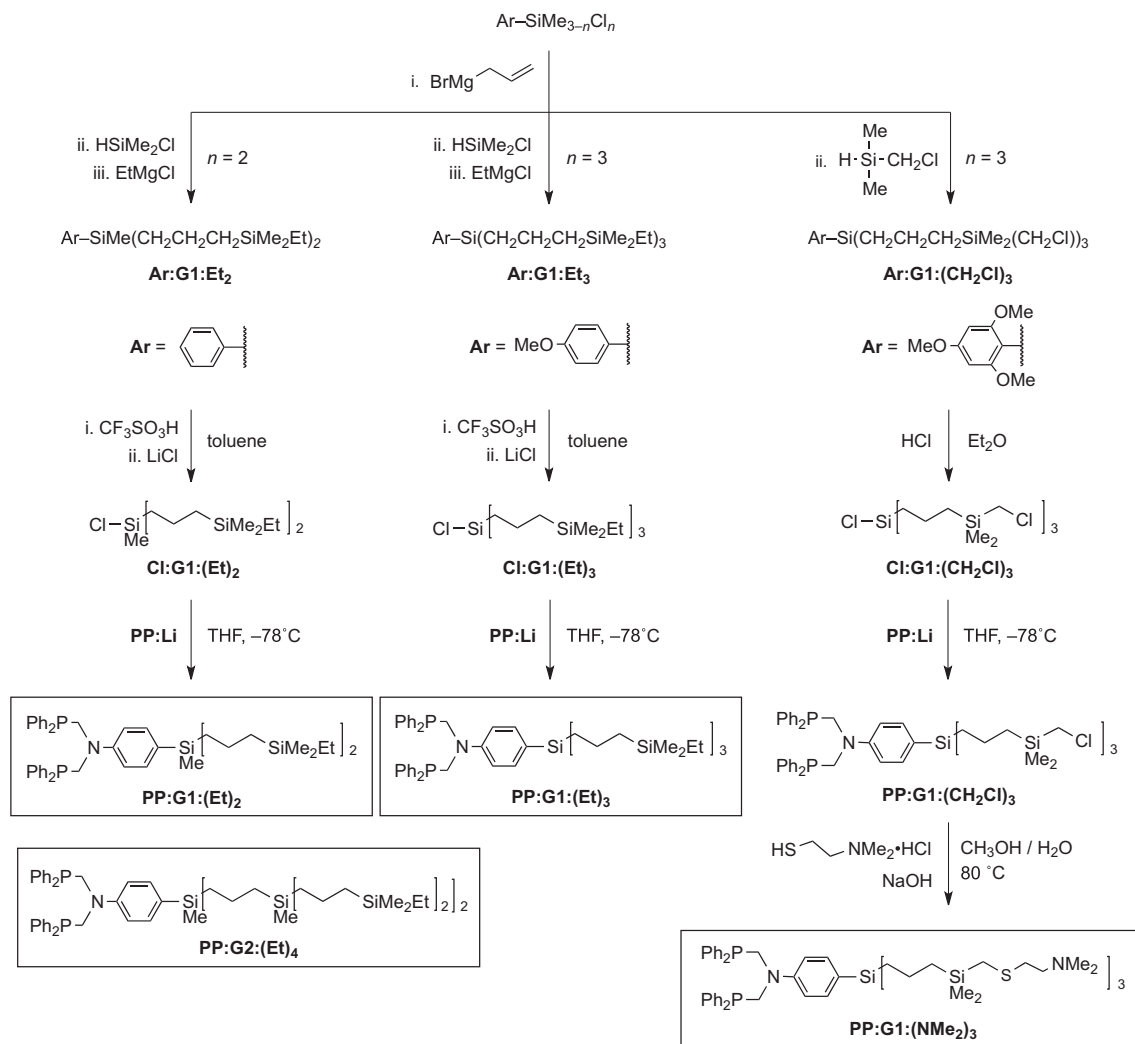 Ar–SiMe3–nCln
i. BrMg
ii. HSiMe2Cl
iii. EtMgCl
n = 2
ii. HSiMe2Cl
iii. EtMgCl
n = 3
Me
ii. H Si CH2Cl
Me
n = 3
Ar–SiMe(CH2CH2CH2SiMe2Et)2
Ar:G1:Et2
Ar–Si(CH2CH2CH2SiMe2Et)3
Ar:G1:Et3
Ar–Si(CH2CH2CH2SiMe2(CH2Cl))3
Ar:G1:(CH2Cl)3
Ar =
Ar = MeO
OMe
Ar = MeO
OMe
i. CF3SO3H
ii. LiCl
toluene
i. CF3SO3H
ii. LiCl
toluene
HCl Et2O
Cl–Si[ SiMe2Et ]2
Me
Cl:G1:(Et)2
Cl–Si[ SiMe2Et ]3
Cl:G1:(Et)3
Cl–Si[ Si Cl ]3
Me2
Cl:G1:(CH2Cl)3
PP:Li THF, –78˚C
PP:Li THF, –78˚C
PP:Li THF, –78˚C
Ph2P
N Si[ SiMe2Et ]2
Ph2P Me
PP:G1:(Et)2
Ph2P
N Si[ SiMe2Et ]3
Ph2P
PP:G1:(Et)3
Ph2P
N Si[ Si Cl ]3
Ph2P Me2
PP:G1:(CH2Cl)3
HS NMe2•HCl
NaOH
CH3OH / H2O
80 ˚C
Ph2P
N Si[ Si[ SiMe2Et ]2]2
Ph2P Me Me
PP:G2:(Et)4
Ph2P
N Si[ Si S NMe2 ]3
Ph2P Me2
PP:G1:(NMe2)3